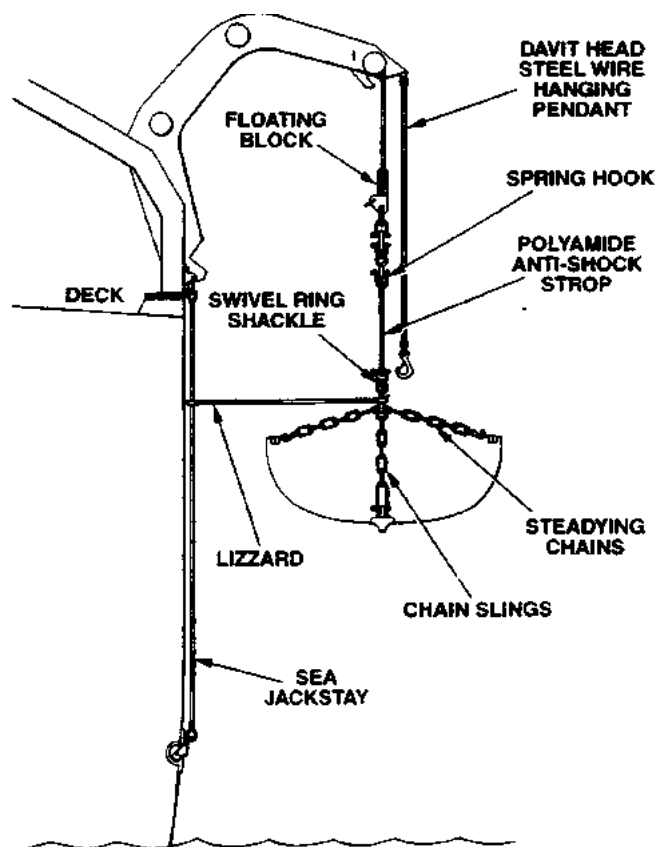 DAVIT HEAD
STEEL WIRE
HANGING
PENDANT
FLOATING
BLOCK
SPRING HOOK
POLYAMIDE
ANTI-SHOCK
STROP
DECK
SWIVEL RING
SHACKLE
STEADYING
CHAINS
LIZZARD
CHAIN SLINGS
SEA
JACKSTAY